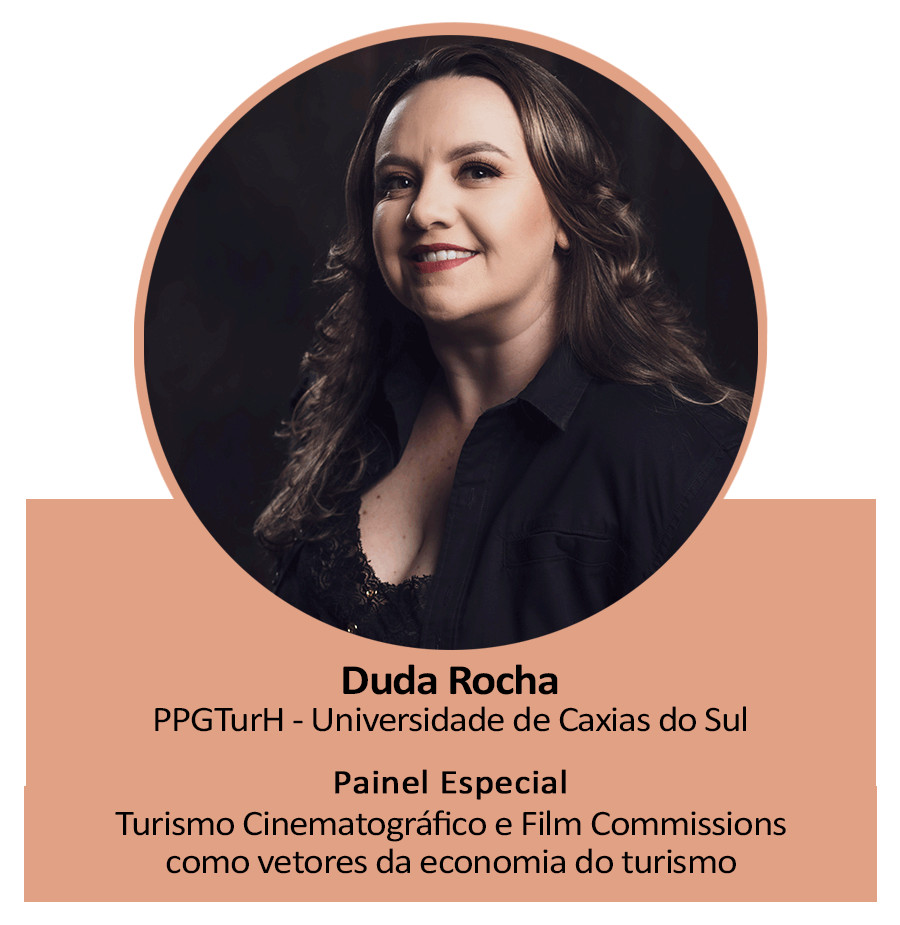 Duda Rocha
PPGTurH - Universidade de Caxias do Sul
Painel Especial
Turismo Cinematográfico e Film Commissions
como vetores da economia do turismo